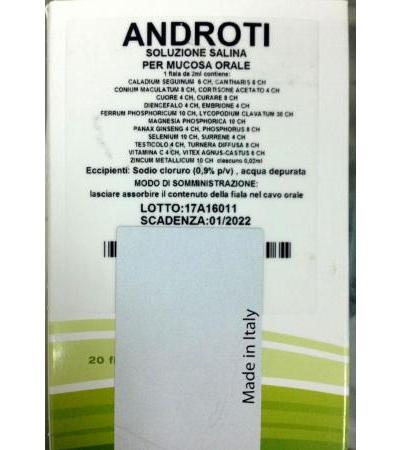 ANDROTI
SOLUZIONE SALINA
PER MUCOSA ORALE
1 fiala da 2ml contiene:
CALADIUM SEGUINUM 6 CH, CANTHARIS 6 CH
CONIUM MACULATUM 8 CH, CORTISONE ACETATO 4 CH
CUORE 4 CH, CURARE 8 CH
DIENCEFALO 4 CH, EMBRIONE 4 CH
FERRUM PHOSPHORICUM 10 CH, LYCOPODIUM CLAVATUM 30 CH
MAGNESIA PHOSPHORICA 10 CH
PANAX GINSENG 4 CH, PHOSPHORUS 8 CH
SELENIUM 10 CH, SURRENE 4 CH
TESTICOLO 4 CH, TURNERA DIFFUSA 8 CH
VITAMINA C 4 CH, VITEX AGNUS-CASTUS 6 CH
ZINCUM METALLICUM 10 CH ciascuno 0,02ml
Eccipienti: Sodio cloruro (0,9% p/v) , acqua depurata
MODO DI SOMMINISTRAZIONE:
lasciare assorbire il contenuto della fiala nel cavo orale
LOTTO:17A16011
SCADENZA:01/2022
20
Made in Italy